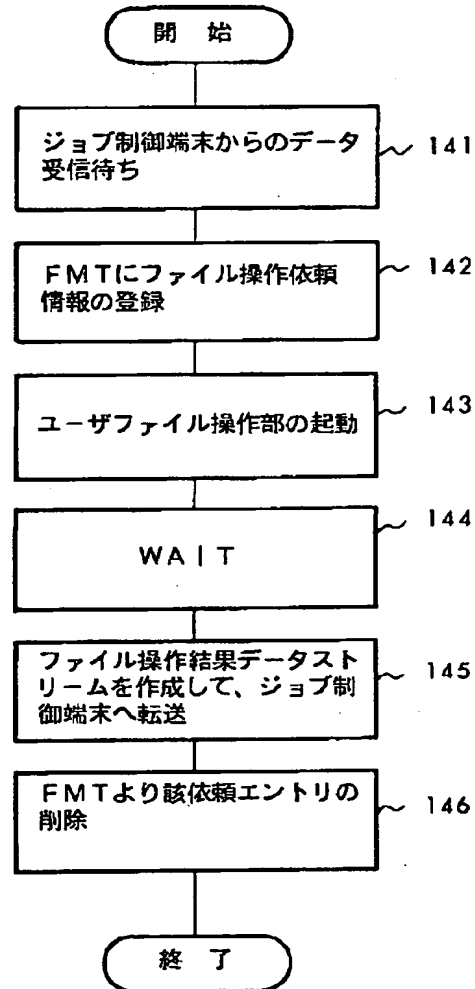 開 始
ジョブ制御端末からのデータ
受信待ち
141
FMTにファイル操作依頼
情報の登録
142
ユーザファイル操作部の起動
143
WAIT
144
ファイル操作結果データスト
リームを作成して、ジョブ制
御端末へ転送
145
FMTより該依頼エントリの
削除
146
終 了